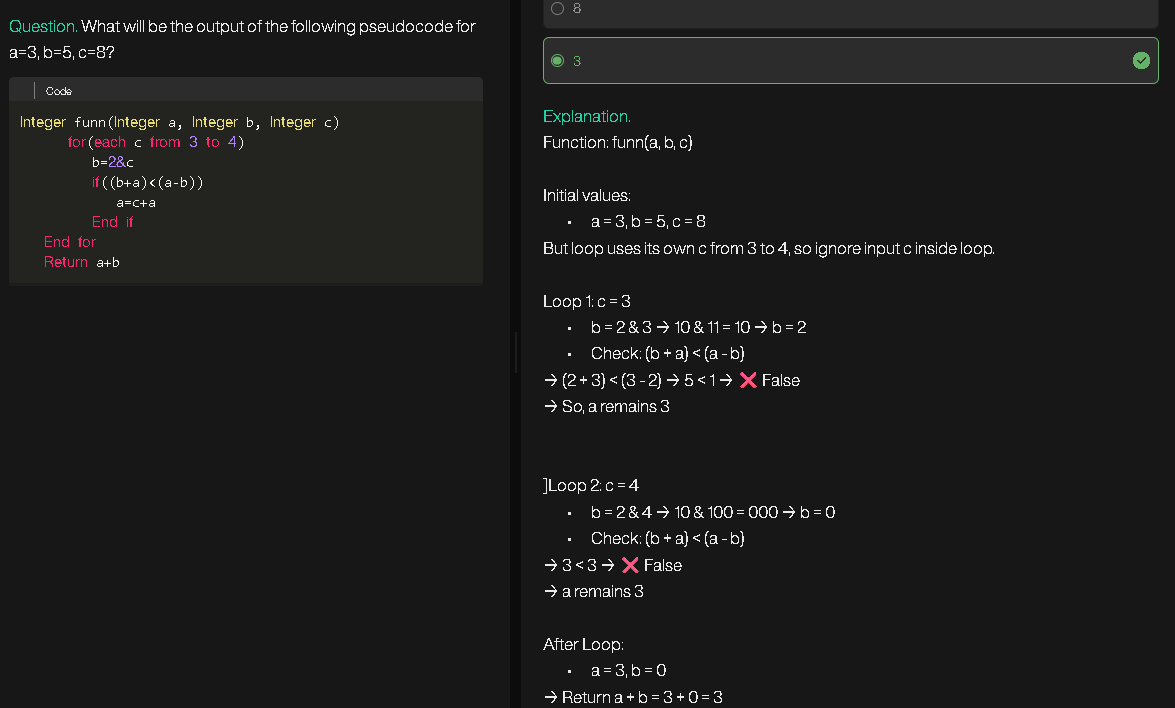 Question. What will be the output of the following pseudocode for
a=3, b=5, c=8?
Code
Integer funn(Integer a, Integer b, Integer c)
for(each c from 3 to 4)
b=2&c
if((b+a)<(a-b))
a=c+a
End if
End for
Return a+b
8
3
Explanation.
Function: funn(a, b, c)
Initial values:
• a = 3, b = 5, c = 8
But loop uses its own c from 3 to 4, so ignore input c inside loop.
Loop 1: c = 3
• b = 2 & 3 → 10 & 11 = 10 → b = 2
• Check: (b + a) < (a - b)
→ (2 + 3) < (3 - 2) → 5 < 1 → ❌ False
→ So, a remains 3
]Loop 2: c = 4
• b = 2 & 4 → 10 & 100 = 000 → b = 0
• Check: (b + a) < (a - b)
→ 3 < 3 → ❌ False
→ a remains 3
After Loop:
• a = 3, b = 0
→ Return a + b = 3 + 0 = 3